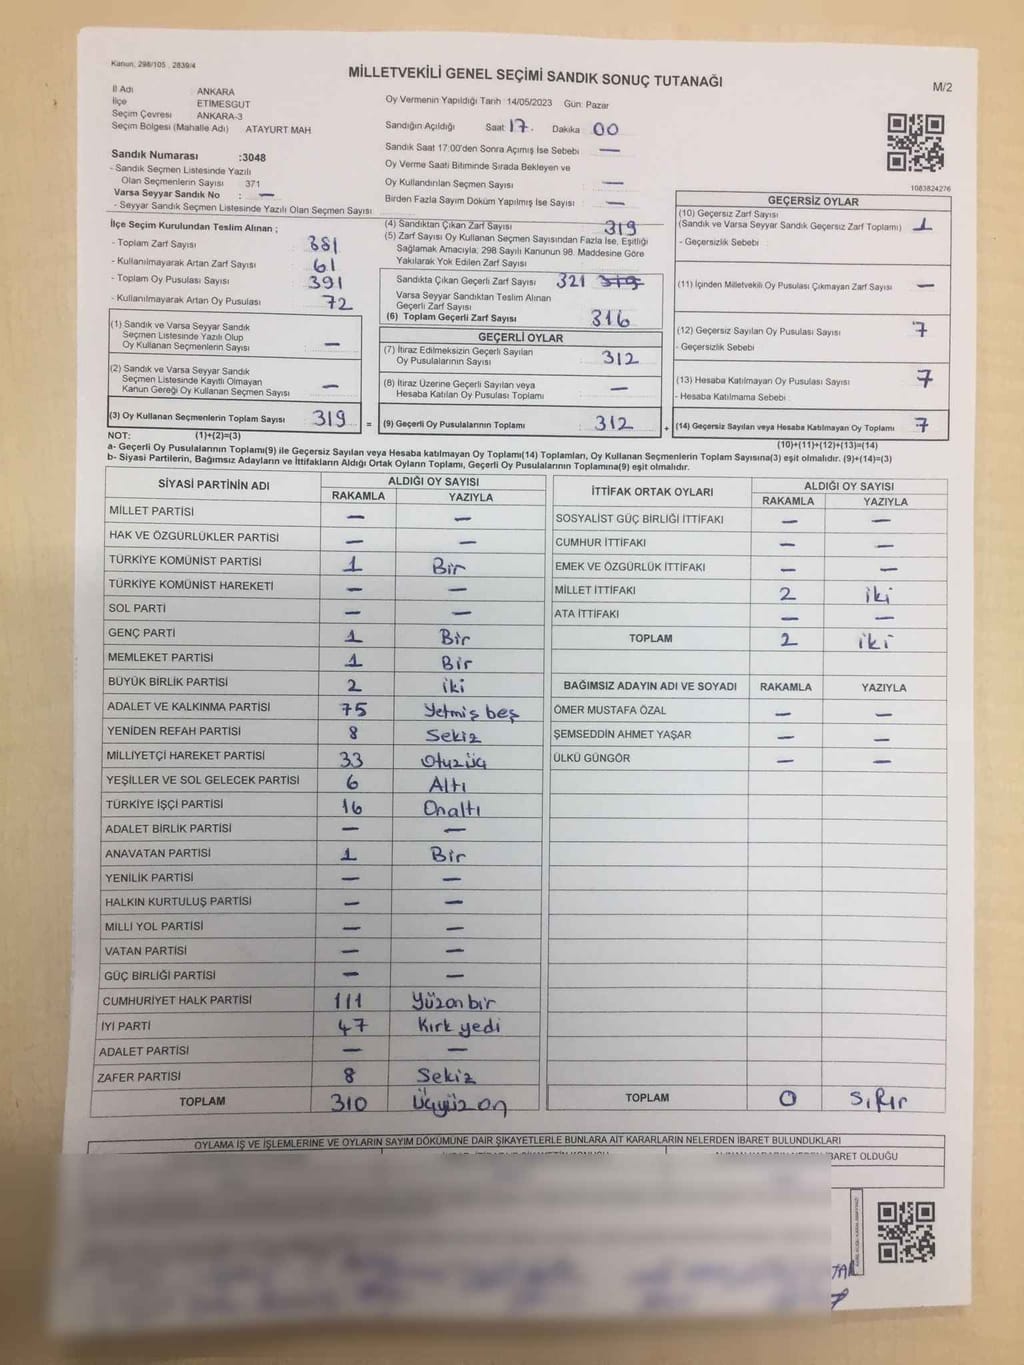 Kanun, 298/105 , 2839/4
MİLLETVEKİLİ GENEL SEÇİMİ SANDIK SONUÇ TUTANAĞI
M/2
İl Adı ANKARA
İlçe ETİMESGUT
Seçim Çevresi ANKARA-3
Seçim Bölgesi (Mahalle Adı) ATAYURT MAH
Sandık Numarası :3048
- Sandık Seçmen Listesinde Yazılı
Olan Seçmenlerin Sayısı 371
Varsa Seyyar Sandık No : —
- Seyyar Sandık Seçmen Listesinde Yazılı Olan Seçmen Sayısı
Oy Vermenin Yapıldığı Tarih 14/05/2023 Gün: Pazar
Sandığın Açıldığı Saat 17. Dakika 00
Sandık Saat 17:00'den Sonra Açımış İse Sebebi —
Oy Verme Saati Bitiminde Sırada Bekleyen ve
Oy Kullandırılan Seçmen Sayısı —
Birden Fazla Sayım Döküm Yapılmış İse Sayısı —
1083824276
İlçe Seçim Kurulundan Teslim Alınan ;
- Toplam Zarf Sayısı 381
- Kullanılmayarak Artan Zarf Sayısı 61
- Toplam Oy Pusulası Sayısı 391
- Kullanılmayarak Artan Oy Pusulası 72
(1) Sandık ve Varsa Seyyar Sandık
Seçmen Listesinde Yazılı Olup
Oy Kullanan Seçmenlerin Sayısı —
(2) Sandık ve Varsa Seyyar Sandık
Seçmen Listesinde Kayıtlı Olmayan
Kanun Gereği Oy Kullanan Seçmen Sayısı —
(3) Oy Kullanan Seçmenlerin Toplam Sayısı 319 =
(4) Sandıktan Çıkan Zarf Sayısı 319
(5) Zarf Sayısı Oy Kullanan Seçmen Sayısından Fazla İse, Eşitliği
Sağlamak Amacıyla, 298 Sayılı Kanunun 98. Maddesine Göre
Yakılarak Yok Edilen Zarf Sayısı
Sandıkta Çıkan Geçerli Zarf Sayısı 321 319
Varsa Seyyar Sandıktan Teslim Alınan
Geçerli Zarf Sayısı
(6) Toplam Geçerli Zarf Sayısı 316
GEÇERLİ OYLAR
(7) İtiraz Edilmeksizin Geçerli Sayılan
Oy Pusulalarının Sayısı 312
(8) İtiraz Üzerine Geçerli Sayılan veya
Hesaba Katılan Oy Pusulası Toplamı —
(9) Geçerli Oy Pusulalarının Toplamı 312 +
GEÇERSİZ OYLAR
(10) Geçersiz Zarf Sayısı
(Sandık ve Varsa Seyyar Sandık Geçersiz Zarf Toplamı) 1
- Geçersizlik Sebebi
(11) İçinden Milletvekili Oy Pusulası Çıkmayan Zarf Sayısı —
(12) Geçersiz Sayılan Oy Pusulası Sayısı 7
- Geçersizlik Sebebi
(13) Hesaba Katılmayan Oy Pusulası Sayısı 7
- Hesaba Katılmama Sebebi
(14) Geçersiz Sayılan veya Hesaba Katılmayan Oy Toplamı 7
NOT: (1)+(2)=(3) (10)+(11)+(12)+(13)=(14)
a- Geçerli Oy Pusulalarının Toplamı(9) ile Geçersiz Sayılan veya Hesaba katılmayan Oy Toplamı(14) Toplamları, Oy Kullanan Seçmenlerin Toplam Sayısına(3) eşit olmalıdır. (9)+(14)=(3)
b- Siyasi Partilerin, Bağımsız Adayların ve İttifakların Aldığı Oyların Toplamı, Geçerli Oy Pusulalarının Toplamına(9) eşit olmalıdır.
SİYASİ PARTİNİN ADI ALDIĞI OY SAYISI
RAKAMLA YAZIYLA
MİLLET PARTİSİ — —
HAK VE ÖZGÜRLÜKLER PARTİSİ — —
TÜRKİYE KOMÜNİST PARTİSİ 1 Bir
TÜRKİYE KOMÜNİST HAREKETİ — —
SOL PARTİ — —
GENÇ PARTİ 1 Bir
MEMLEKET PARTİSİ 1 Bir
BÜYÜK BİRLİK PARTİSİ 2 iki
ADALET VE KALKINMA PARTİSİ 75 Yetmiş beş
YENİDEN REFAH PARTİSİ 8 Sekiz
MİLLİYETÇİ HAREKET PARTİSİ 33 Otuzüç
YEŞİLLER VE SOL GELECEK PARTİSİ 6 Altı
TÜRKİYE İŞÇİ PARTİSİ 16 Onaltı
ADALET BİRLİK PARTİSİ — —
ANAVATAN PARTİSİ 1 Bir
YENİLİK PARTİSİ — —
HALKIN KURTULUŞ PARTİSİ — —
MİLLİ YOL PARTİSİ — —
VATAN PARTİSİ — —
GÜÇ BİRLİĞİ PARTİSİ — —
CUMHURİYET HALK PARTİSİ 111 Yüzonbir
İYİ PARTİ 47 Kırk yedi
ADALET PARTİSİ — —
ZAFER PARTİSİ 8 Sekiz
TOPLAM 310 Üçyüz on
İTTİFAK ORTAK OYLARI ALDIĞI OY SAYISI
RAKAMLA YAZIYLA
SOSYALİST GÜÇ BİRLİĞİ İTTİFAKI — —
CUMHUR İTTİFAKI — —
EMEK VE ÖZGÜRLÜK İTTİFAKI — —
MİLLET İTTİFAKI 2 iki
ATA İTTİFAKI — —
TOPLAM 2 iki
BAĞIMSIZ ADAYIN ADI VE SOYADI RAKAMLA YAZIYLA
ÖMER MUSTAFA ÖZAL — —
ŞEMSEDDİN AHMET YAŞAR — —
ÜLKÜ GÜNGÖR — —
TOPLAM 0 Sıfır
OYLAMA İŞ VE İŞLEMLERİNE VE OYLARIN SAYIM DÖKÜMÜNE DAİR ŞİKAYETLERLE BUNLARA AİT KARARLARIN NELERDEN İBARET BULUNDUKLARI
BARET OLDUĞU